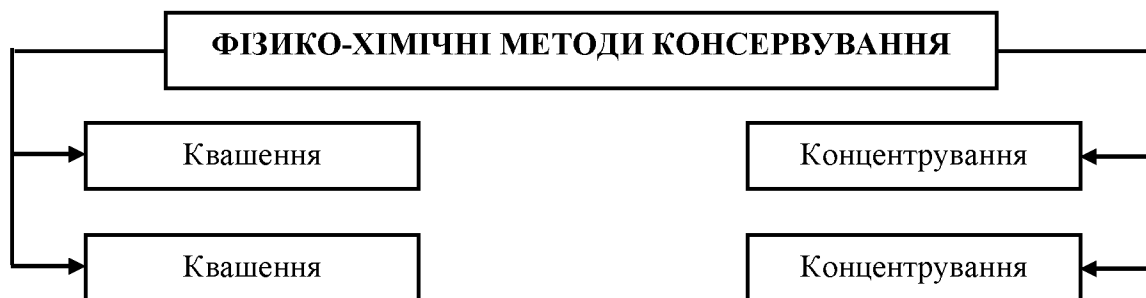 ФІЗИКО-ХІМІЧНІ МЕТОДИ КОНСЕРВУВАННЯ
Квашення
Концентрування
Квашення
Концентрування